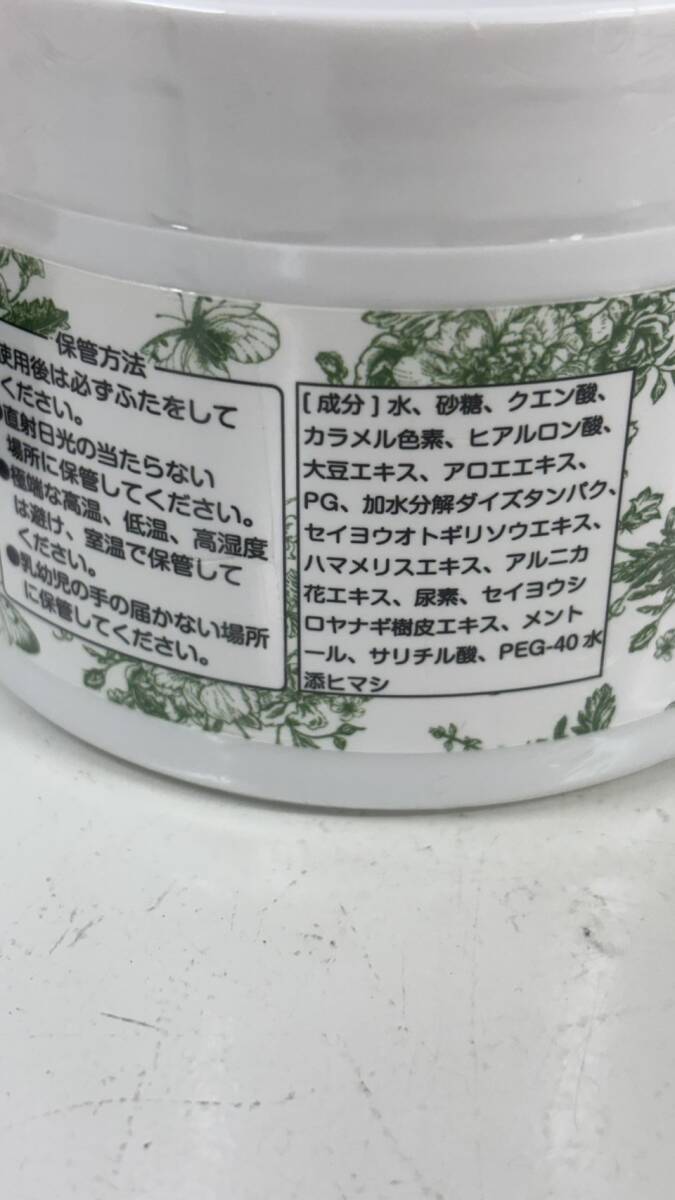 保管方法
使用後は必ずふたをして
ください。
●直射日光の当たらない
場所に保管してください。
●極端な高温、低温、高湿度
は避け、室温で保管して
ください。
●乳幼児の手の届かない場所
に保管してください。
[ 成分 ] 水、砂糖、クエン酸、
カラメル色素、ヒアルロン酸、
大豆エキス、アロエエキス、
PG、加水分解ダイズタンパク、
セイヨウオトギリソウエキス、
ハマメリスエキス、アルニカ
花エキス、尿素、セイヨウシ
ロヤナギ樹皮エキス、メント
ール、サリチル酸、PEG-40 水
添ヒマシ